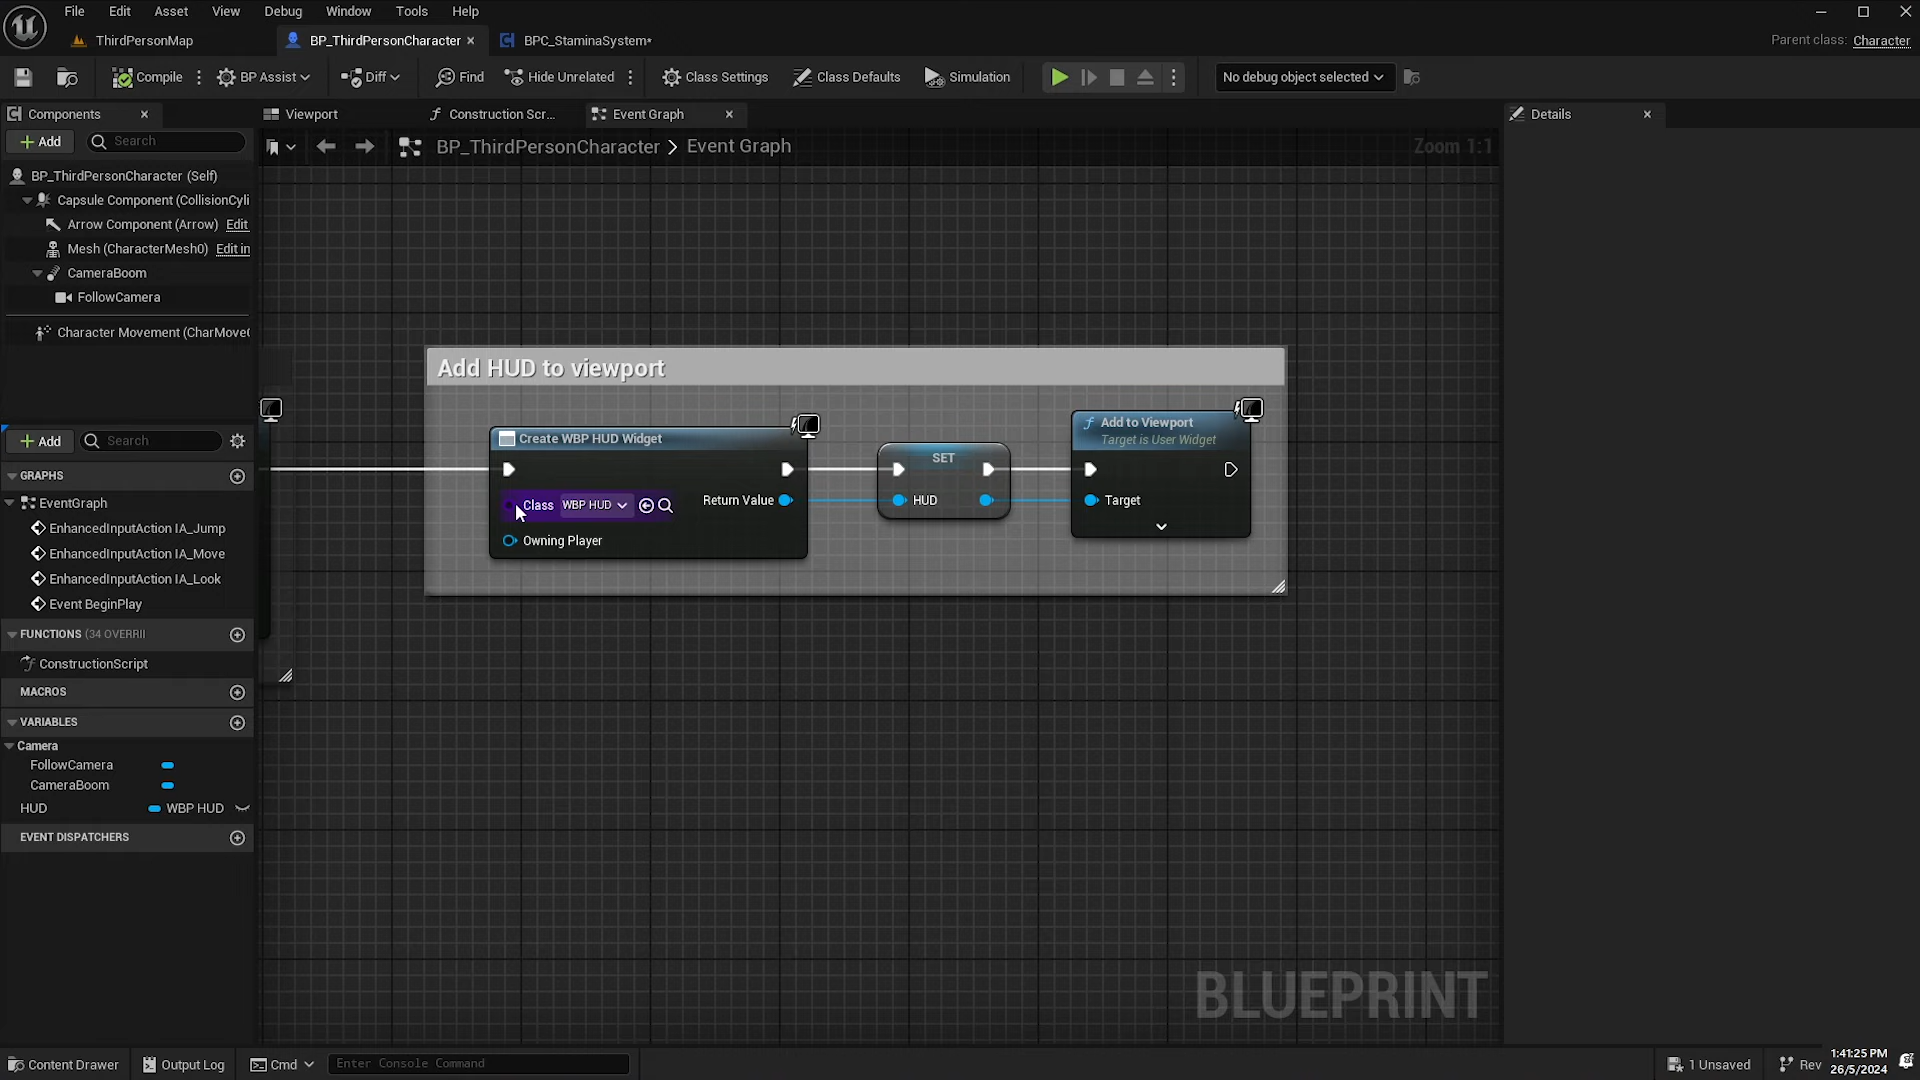 File Edit Asset View Debug Window Tools Help
ThirdPersonMap BP_ThirdPersonCharacter BPC_StaminaSystem*
Parent class: Character
Compile BP Assist Diff Find Hide Unrelated Class Settings Class Defaults Simulation No debug object selected
Components Viewport Construction Scr... Event Graph Details
Add Search
BP_ThirdPersonCharacter > Event Graph Zoom 1:1
BP_ThirdPersonCharacter (Self)
Capsule Component (CollisionCyli
Arrow Component (Arrow) Edit
Mesh (CharacterMesh0) Edit in
CameraBoom
FollowCamera
Character Movement (CharMove
Add Search
GRAPHS
EventGraph
EnhancedInputAction IA_Jump
EnhancedInputAction IA_Move
EnhancedInputAction IA_Look
Event BeginPlay
FUNCTIONS (34 OVERRI
ConstructionScript
MACROS
VARIABLES
Camera
FollowCamera
CameraBoom
HUD WBP HUD
EVENT DISPATCHERS
Add HUD to viewport
Create WBP HUD Widget
Class WBP HUD Return Value
Owning Player
SET
HUD
Add to Viewport
Target is User Widget
Target
BLUEPRINT
Content Drawer Output Log Cmd Enter Console Command 1 Unsaved Rev
1:41:25 PM
26/5/2024